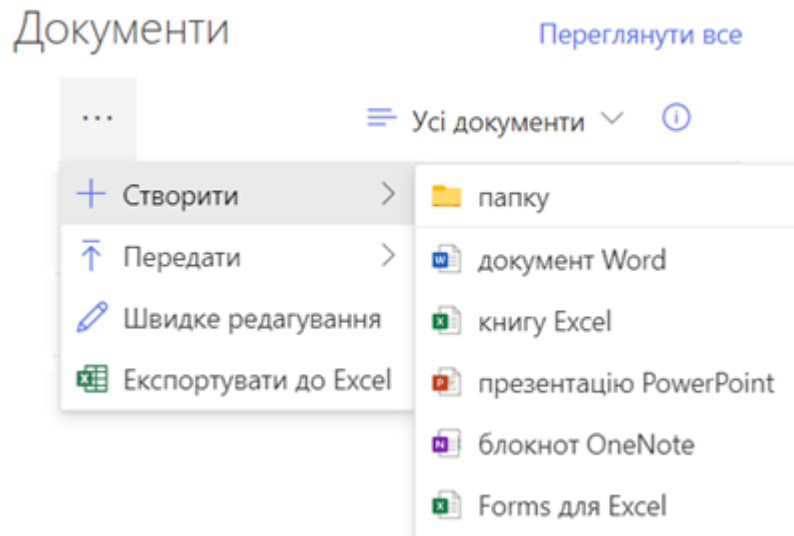 Документи
Переглянути все
...
Усі документи
Створити
Передати
Швидке редагування
Експортувати до Excel
папку
документ Word
книгу Excel
презентацію PowerPoint
блокнот OneNote
Forms для Excel